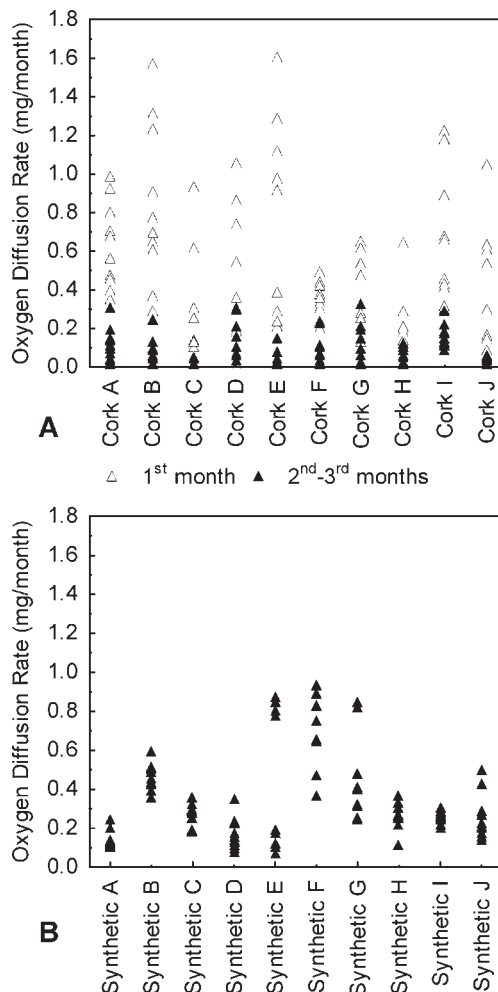 Oxygen Diffusion Rate (mg/month)
1.8
1.6
1.4
1.2
1.0
0.8
0.6
0.4
0.2
0.0
Cork A
Cork B
Cork C
Cork D
Cork E
Cork F
Cork G
Cork H
Cork I
Cork J
A
△ 1st month ▲ 2nd-3rd months
Oxygen Diffusion Rate (mg/month)
1.8
1.6
1.4
1.2
1.0
0.8
0.6
0.4
0.2
0.0
Synthetic A
Synthetic B
Synthetic C
Synthetic D
Synthetic E
Synthetic F
Synthetic G
Synthetic H
Synthetic I
Synthetic J
B